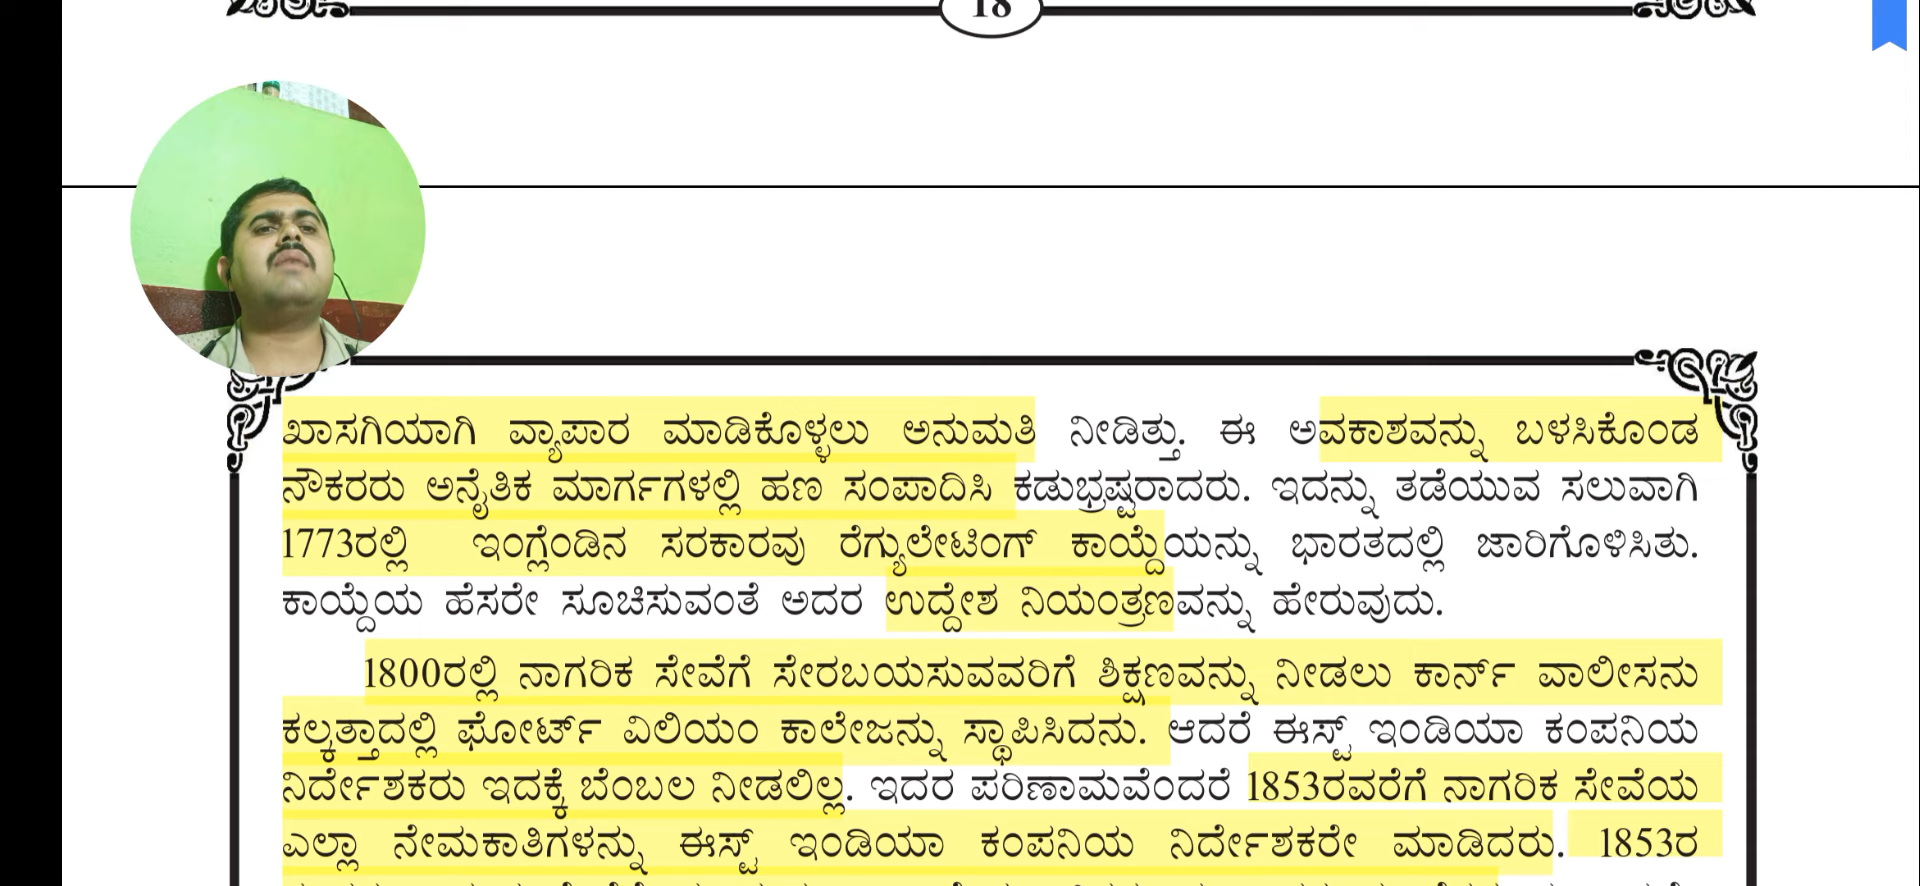 18
ಖಾಸಗಿಯಾಗಿ ವ್ಯಾಪಾರ ಮಾಡಿಕೊಳ್ಳಲು ಅನುಮತಿ ನೀಡಿತ್ತು. ಈ ಅವಕಾಶವನ್ನು ಬಳಸಿಕೊಂಡ
ನೌಕರರು ಅನೈತಿಕ ಮಾರ್ಗಗಳಲ್ಲಿ ಹಣ ಸಂಪಾದಿಸಿ ಕಡುಭ್ರಷ್ಟರಾದರು. ಇದನ್ನು ತಡೆಯುವ ಸಲುವಾಗಿ
1773ರಲ್ಲಿ ಇಂಗ್ಲೆಂಡಿನ ಸರಕಾರವು ರೆಗ್ಯುಲೇಟಿಂಗ್ ಕಾಯ್ದೆಯನ್ನು ಭಾರತದಲ್ಲಿ ಜಾರಿಗೊಳಿಸಿತು.
ಕಾಯ್ದೆಯ ಹೆಸರೇ ಸೂಚಿಸುವಂತೆ ಅದರ ಉದ್ದೇಶ ನಿಯಂತ್ರಣವನ್ನು ಹೇರುವುದು.
1800ರಲ್ಲಿ ನಾಗರಿಕ ಸೇವೆಗೆ ಸೇರಬಯಸುವವರಿಗೆ ಶಿಕ್ಷಣವನ್ನು ನೀಡಲು ಕಾರ್ನ್ ವಾಲೀಸನು
ಕಲ್ಕತ್ತಾದಲ್ಲಿ ಫೋರ್ಟ್ ವಿಲಿಯಂ ಕಾಲೇಜನ್ನು ಸ್ಥಾಪಿಸಿದನು. ಆದರೆ ಈಸ್ಟ್ ಇಂಡಿಯಾ ಕಂಪನಿಯ
ನಿರ್ದೇಶಕರು ಇದಕ್ಕೆ ಬೆಂಬಲ ನೀಡಲಿಲ್ಲ. ಇದರ ಪರಿಣಾಮವೆಂದರೆ 1853ರವರೆಗೆ ನಾಗರಿಕ ಸೇವೆಯ
ಎಲ್ಲಾ ನೇಮಕಾತಿಗಳನ್ನು ಈಸ್ಟ್ ಇಂಡಿಯಾ ಕಂಪನಿಯ ನಿರ್ದೇಶಕರೇ ಮಾಡಿದರು. 1853ರ